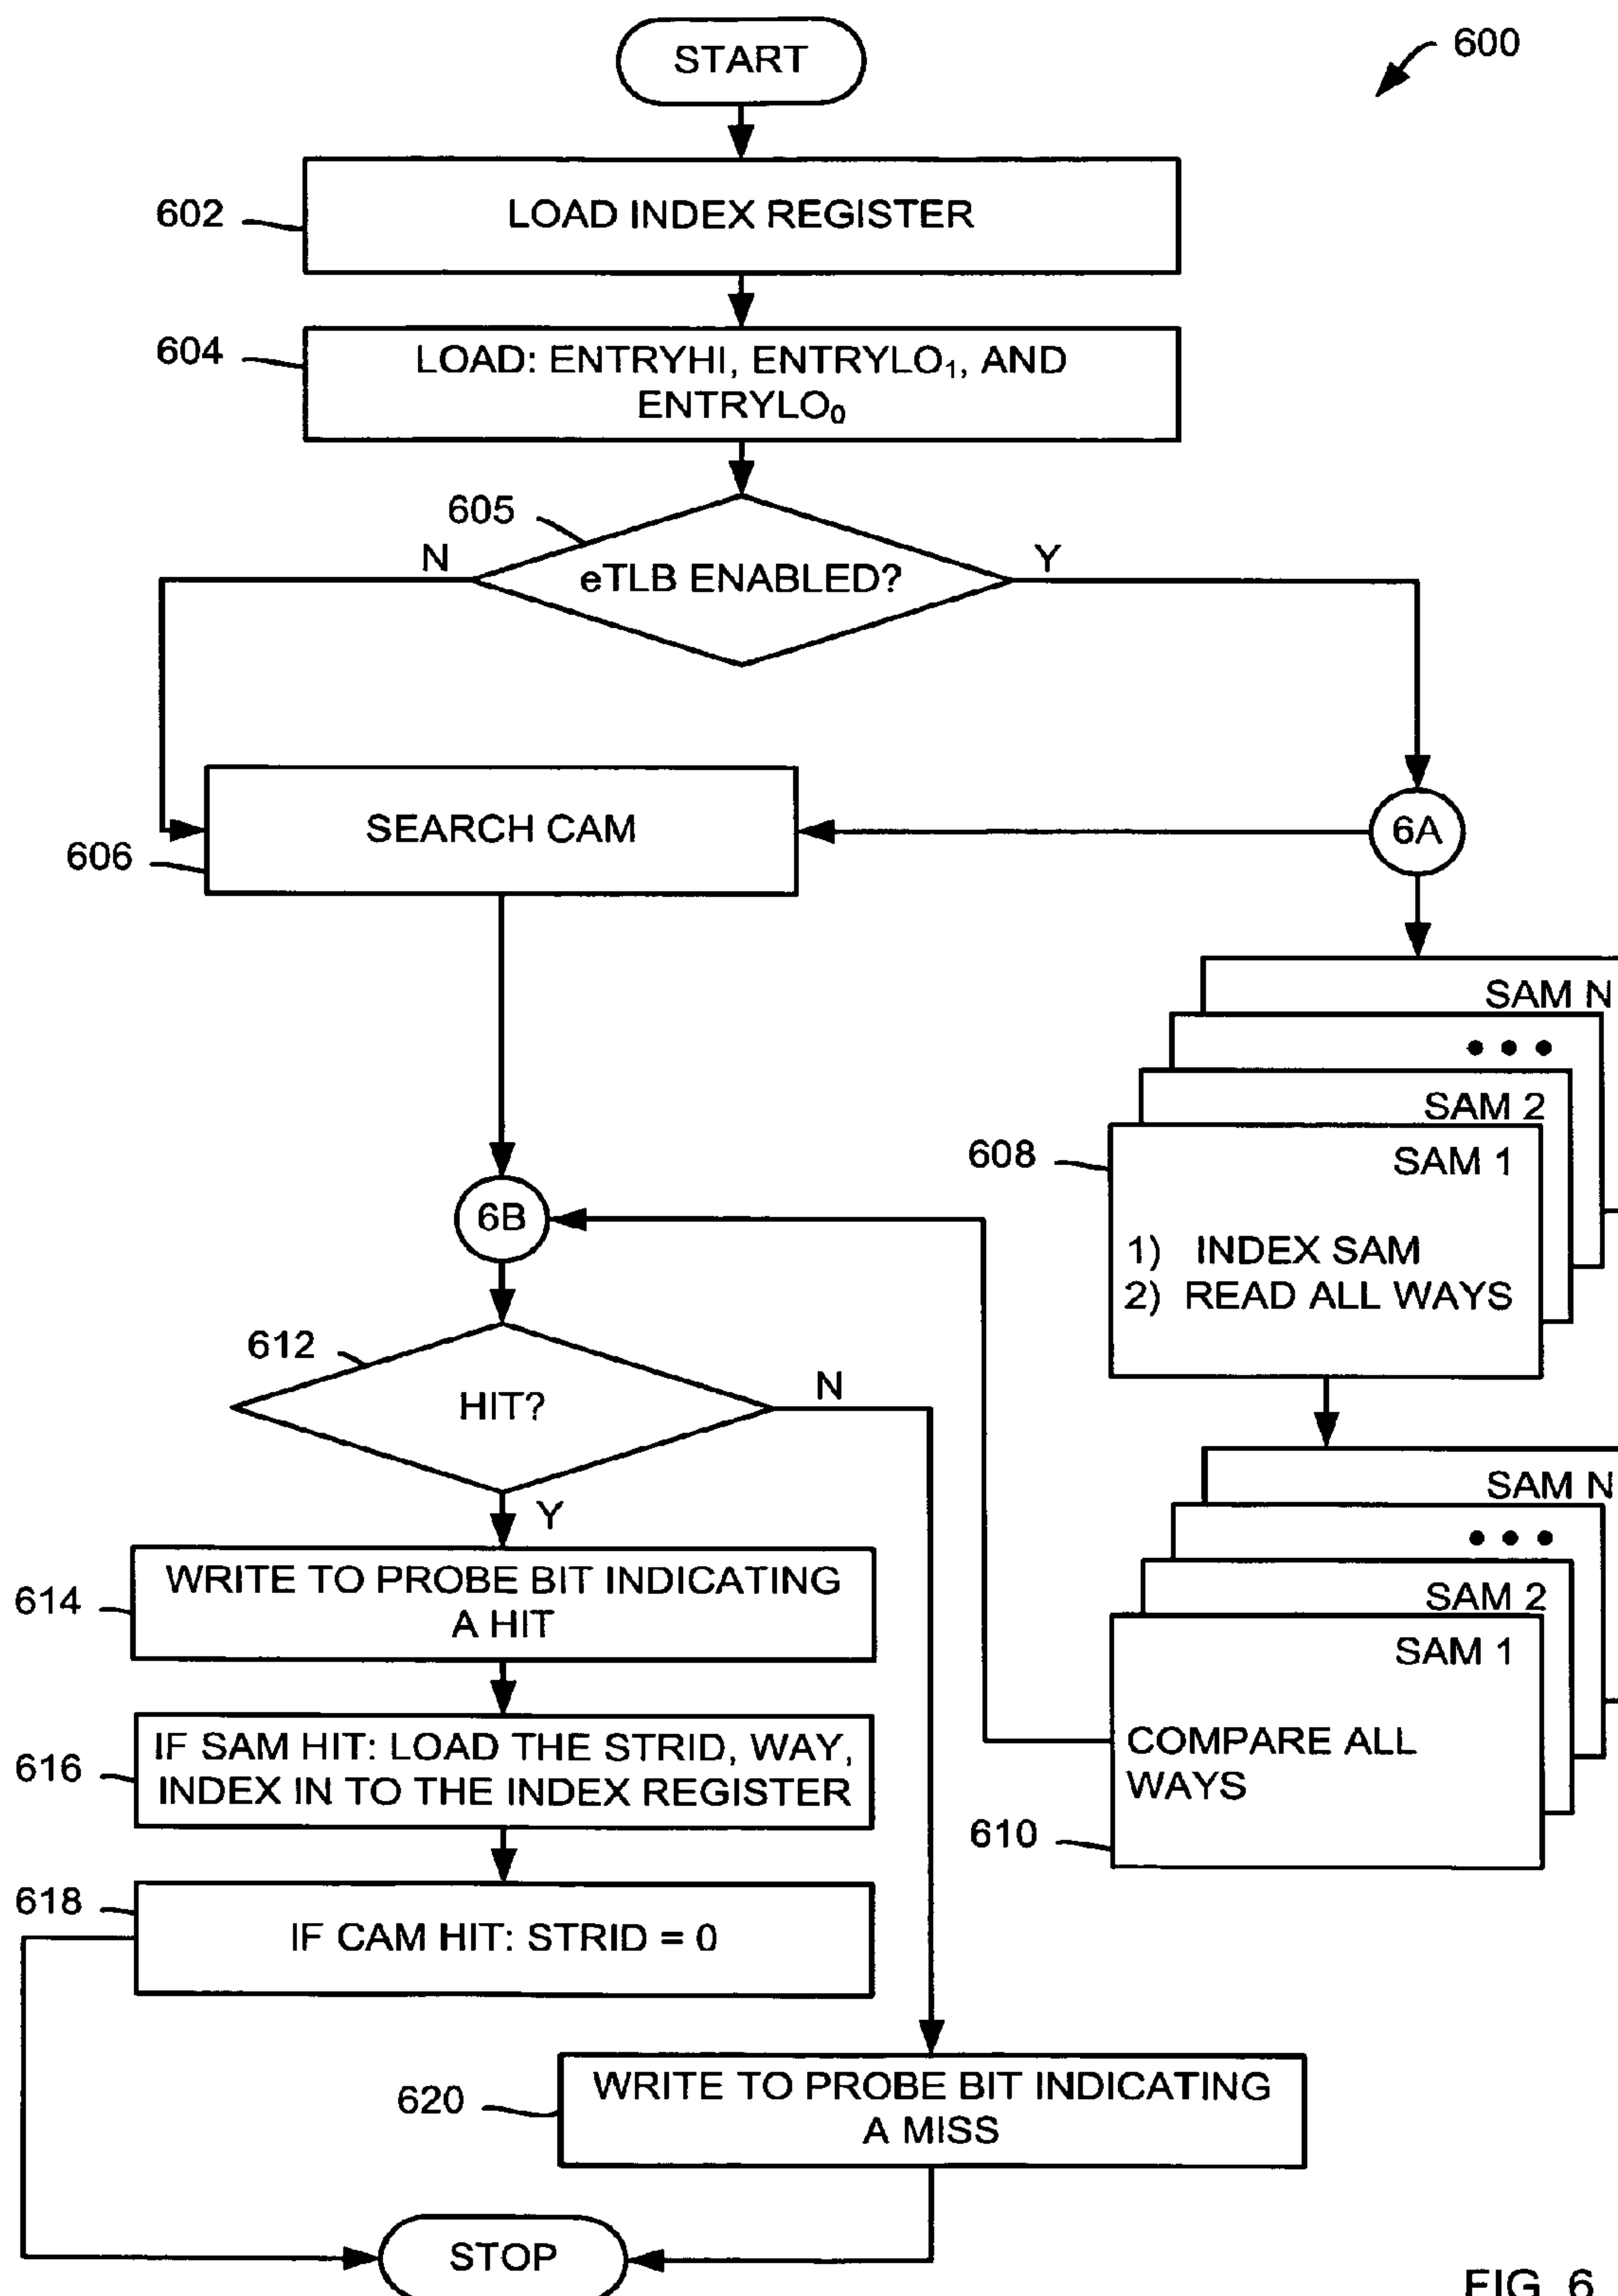 START
600
602
LOAD INDEX REGISTER
604
LOAD: ENTRYHI, ENTRYLO₁, AND
ENTRYLO₀
605
N
eTLB ENABLED?
Y
SEARCH CAM
606
6A
SAM N
• • •
SAM 2
608
SAM 1
6B
1) INDEX SAM
2) READ ALL WAYS
612
HIT?
N
Y
SAM N
• • •
SAM 2
SAM 1
614
WRITE TO PROBE BIT INDICATING
A HIT
616
IF SAM HIT: LOAD THE STRID, WAY,
INDEX IN TO THE INDEX REGISTER
COMPARE ALL
WAYS
610
618
IF CAM HIT: STRID = 0
620
WRITE TO PROBE BIT INDICATING
A MISS
STOP
FIG. 6